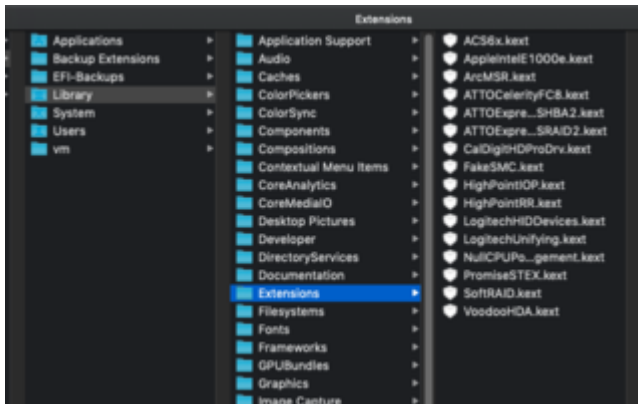 Extensions
Applications
Backup Extensions
EFI-Backups
Library
System
Users
vm
Application Support
Audio
Caches
ColorPickers
ColorSync
Components
Compositions
Contextual Menu Items
CoreAnalytics
CoreMediaIO
Desktop Pictures
Developer
DirectoryServices
Documentation
Extensions
Filesystems
Fonts
Frameworks
GPUBundles
Graphics
Image Capture
ACS6x.kext
AppleIntelE1000e.kext
ArcMSR.kext
ATTOCelerityFC8.kext
ATTOExpre...SHBA2.kext
ATTOExpre...SRAID2.kext
CalDigitHDProDrv.kext
FakeSMC.kext
HighPointIOP.kext
HighPointRR.kext
LogitechHIDDevices.kext
LogitechUnifying.kext
NullCPUPo...gement.kext
PromiseSTEX.kext
SoftRAID.kext
VoodooHDA.kext